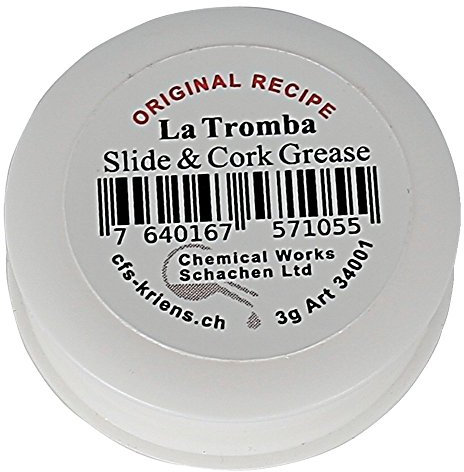 ORIGINAL RECIPE
La Tromba
Slide & Cork Grease
7 640167 571055
Chemical Works
Schachen Ltd
cfs-kriens.ch
3g Art 34001